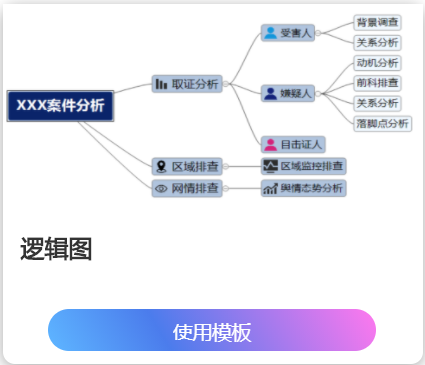 XXX案件分析
取证分析
受害人
背景调查
关系分析
嫌疑人
动机分析
前科排查
关系分析
落脚点分析
目击证人
区域排查
区域监控排查
网情排查
舆情态势分析
逻辑图
使用模板